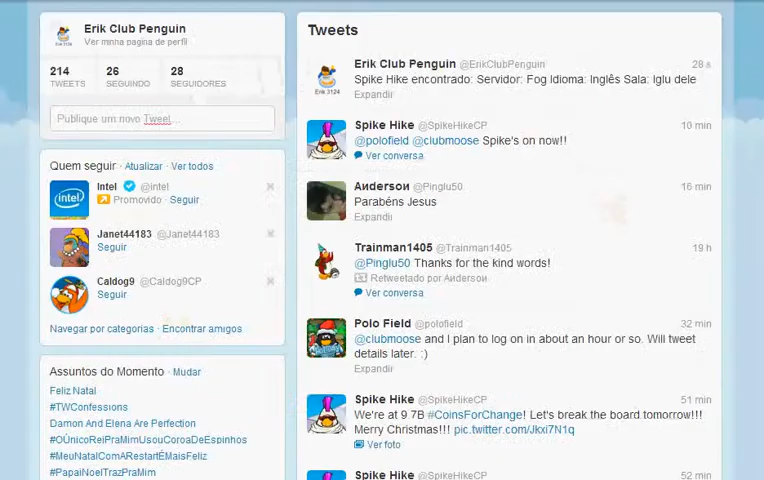 Erik Club Penguin
Ver minha pagina de perfil
214 26 28
TWEETS SEGUINDO SEGUIDORES
Publique um novo Tweet...
Quem seguir · Atualizar · Ver todos
Intel @intel
Promovido · Seguir
Janet44183 @Janet44183
Seguir
Caldog9 @Caldog9CP
Seguir
Navegar por categorias · Encontrar amigos
Assuntos do Momento · Mudar
Feliz Natal
#TWConfessions
Damon And Elena Are Perfection
#OÚnicoReiPraMimUsouCoroaDeEspinhos
#MeuNatalComARestartÉMaisFeliz
#PapaiNoelTrazPraMim
Tweets
Erik Club Penguin @ErikClubPenguin 28s
Spike Hike encontrado: Servidor: Fog Idioma: Inglês Sala: Iglu dele
Expandir
Spike Hike @SpikeHikeCP 10 min
@polofield @clubmoose Spike's on now!!
Ver conversa
Aиdersoи @Pinglu50 16 min
Parabéns Jesus
Expandir
Trainman1405 @Trainman1405 19 h
@Pinglu50 Thanks for the kind words!
Retweetado por Aиdersoи
Ver conversa
Polo Field @polofield 32 min
@clubmoose and I plan to log on in about an hour or so. Will tweet
details later. :)
Expandir
Spike Hike @SpikeHikeCP 51 min
We're at 9.7B #CoinsForChange! Let's break the board tomorrow!!!
Merry Christmas!!! pic.twitter.com/Jkxi7N1q
Ver foto
Spike Hike @SpikeHikeCP 52 min